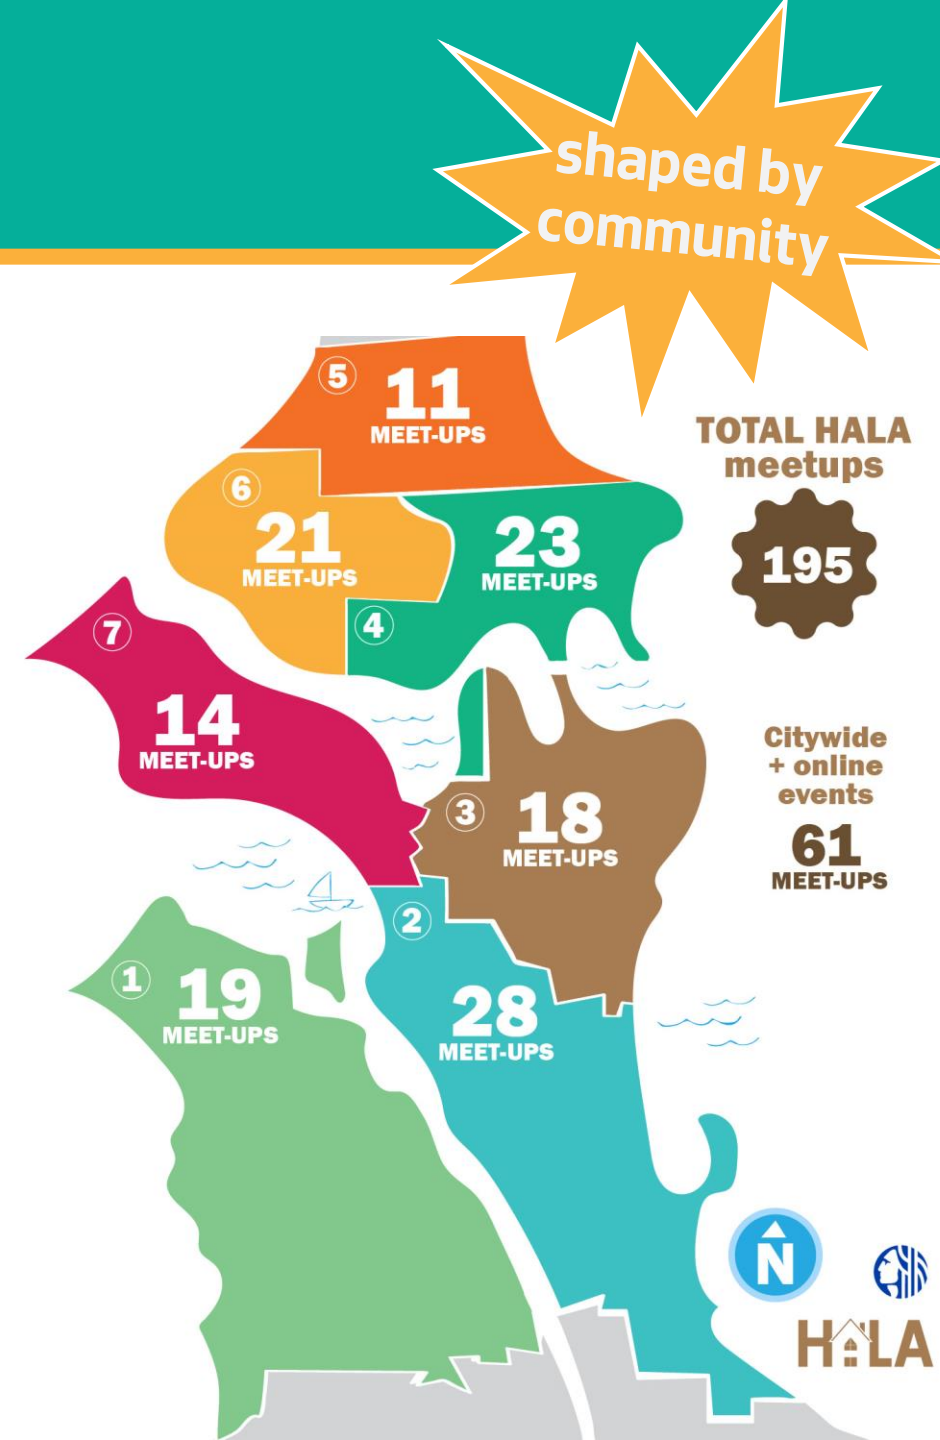 shaped by
community
5
11
MEET-UPS
TOTAL HALA
meetups
195
6
21
MEET-UPS
23
MEET-UPS
4
7
14
MEET-UPS
Citywide
+ online
events
61
MEET-UPS
3
18
MEET-UPS
2
28
MEET-UPS
1
19
MEET-UPS
N
HALA